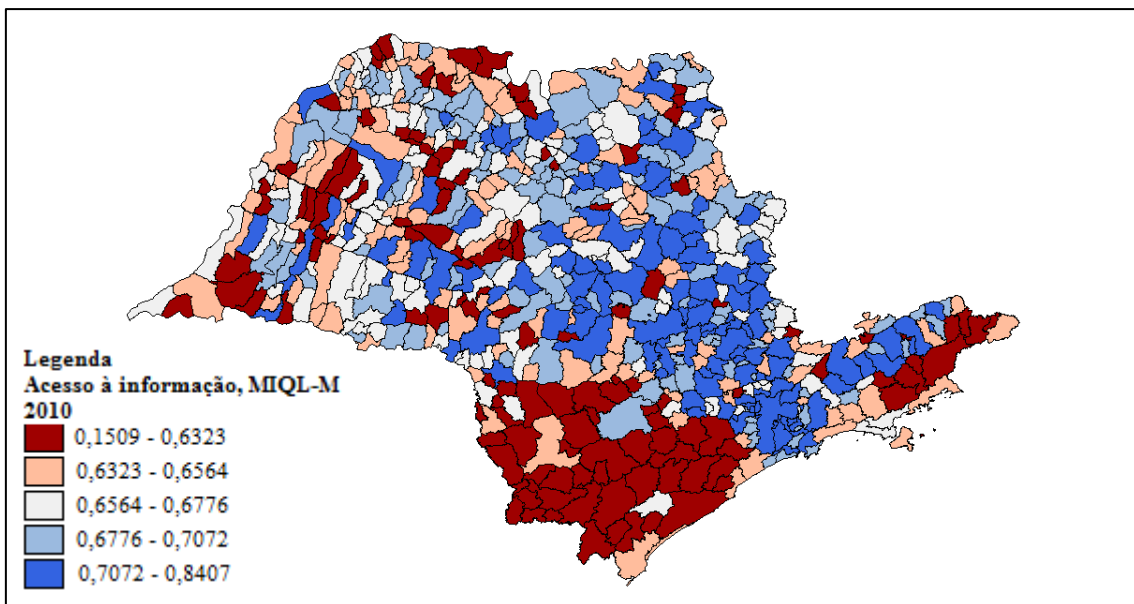 Legenda
Acesso à informação, MIQL-M
2010
0,1509 - 0,6323
0,6323 - 0,6564
0,6564 - 0,6776
0,6776 - 0,7072
0,7072 - 0,8407